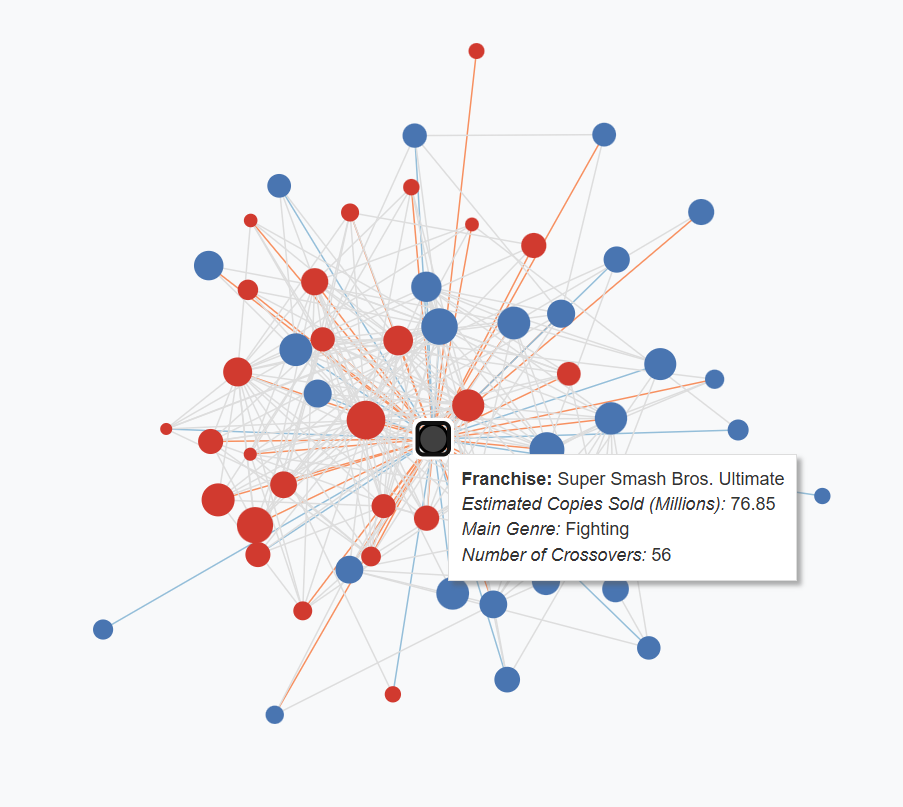 Franchise: Super Smash Bros. Ultimate
Estimated Copies Sold (Millions): 76.85
Main Genre: Fighting
Number of Crossovers: 56